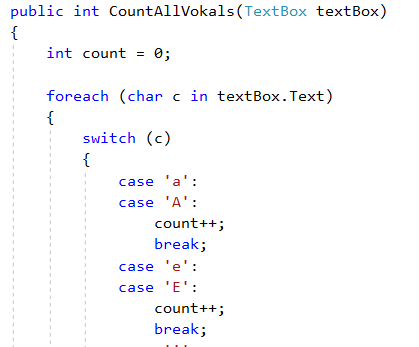 public int CountAllVokals(TextBox textBox)
{
int count = 0;
foreach (char c in textBox.Text)
{
switch (c)
{
case 'a':
case 'A':
count++;
break;
case 'e':
case 'E':
count++;
break;